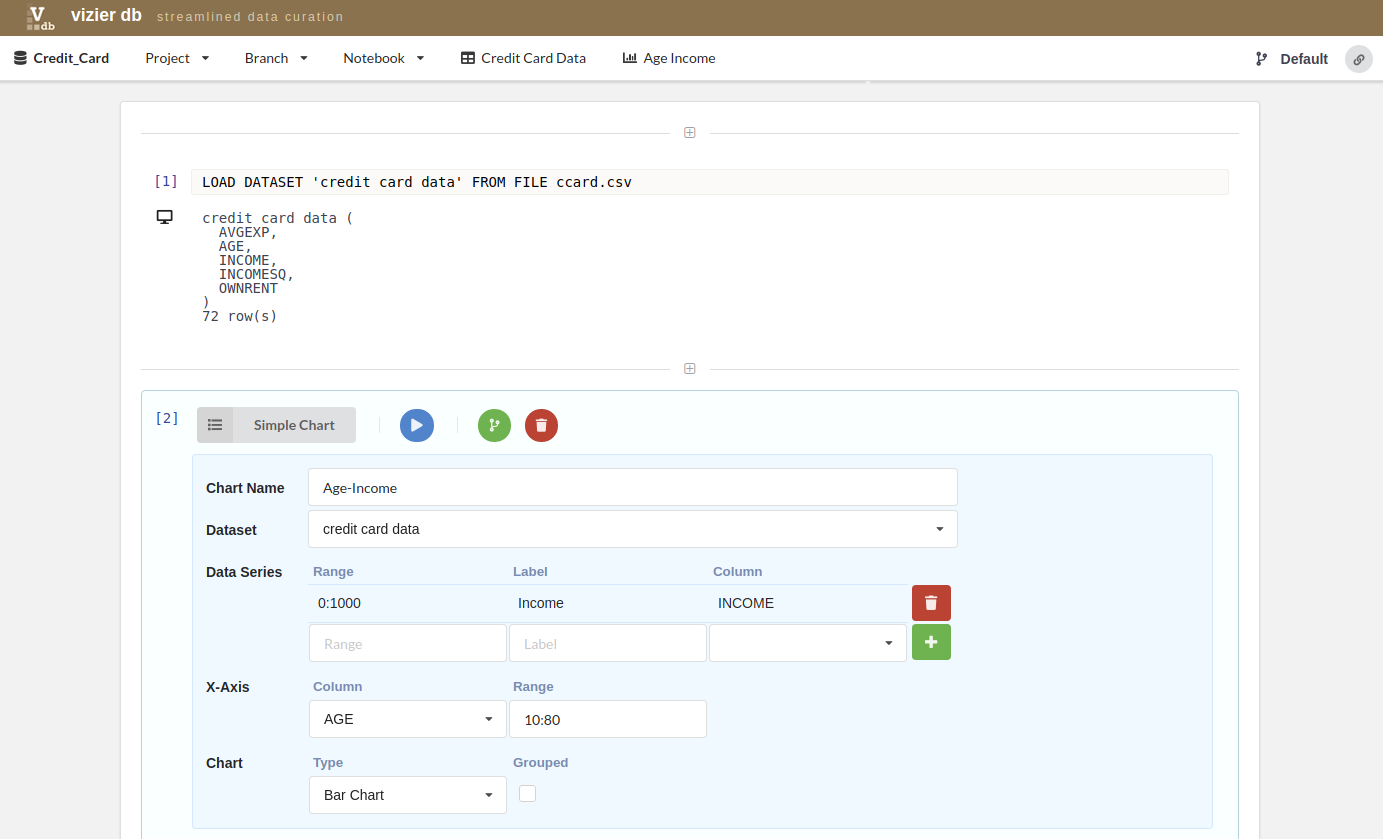 V db vizier db streamlined data curation
Credit_Card Project Branch Notebook Credit Card Data Age Income Default
[1] LOAD DATASET 'credit card data' FROM FILE ccard.csv
credit card data (
AVGEXP,
AGE,
INCOME,
INCOMESQ,
OWNRENT
)
72 row(s)
[2] Simple Chart
Chart Name Age-Income
Dataset credit card data
Data Series Range Label Column
0:1000 Income INCOME
Range Label
X-Axis Column Range
AGE 10:80
Chart Type Grouped
Bar Chart